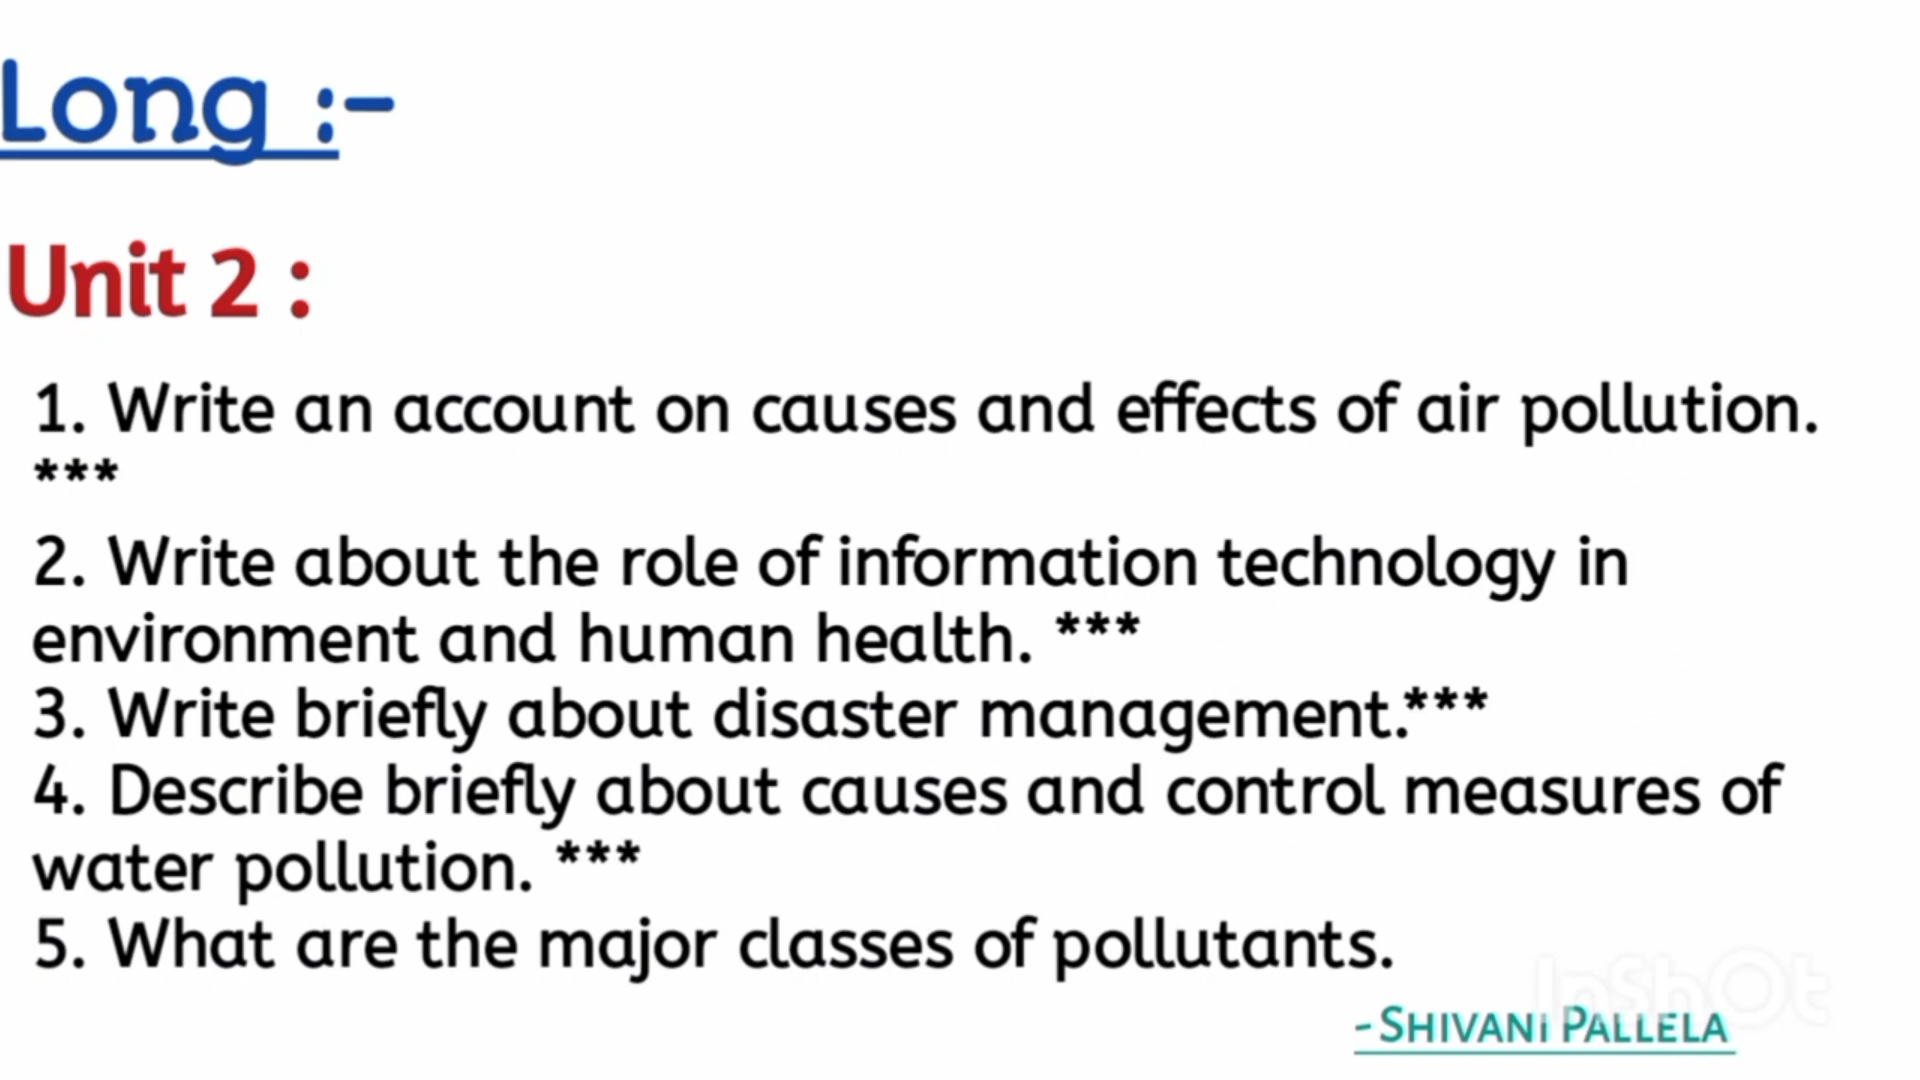 Long :-
Unit 2 :
1. Write an account on causes and effects of air pollution.
***
2. Write about the role of information technology in
environment and human health. ***
3. Write briefly about disaster management.***
4. Describe briefly about causes and control measures of
water pollution. ***
5. What are the major classes of pollutants.
InShOt
- SHIVANI PALLELA